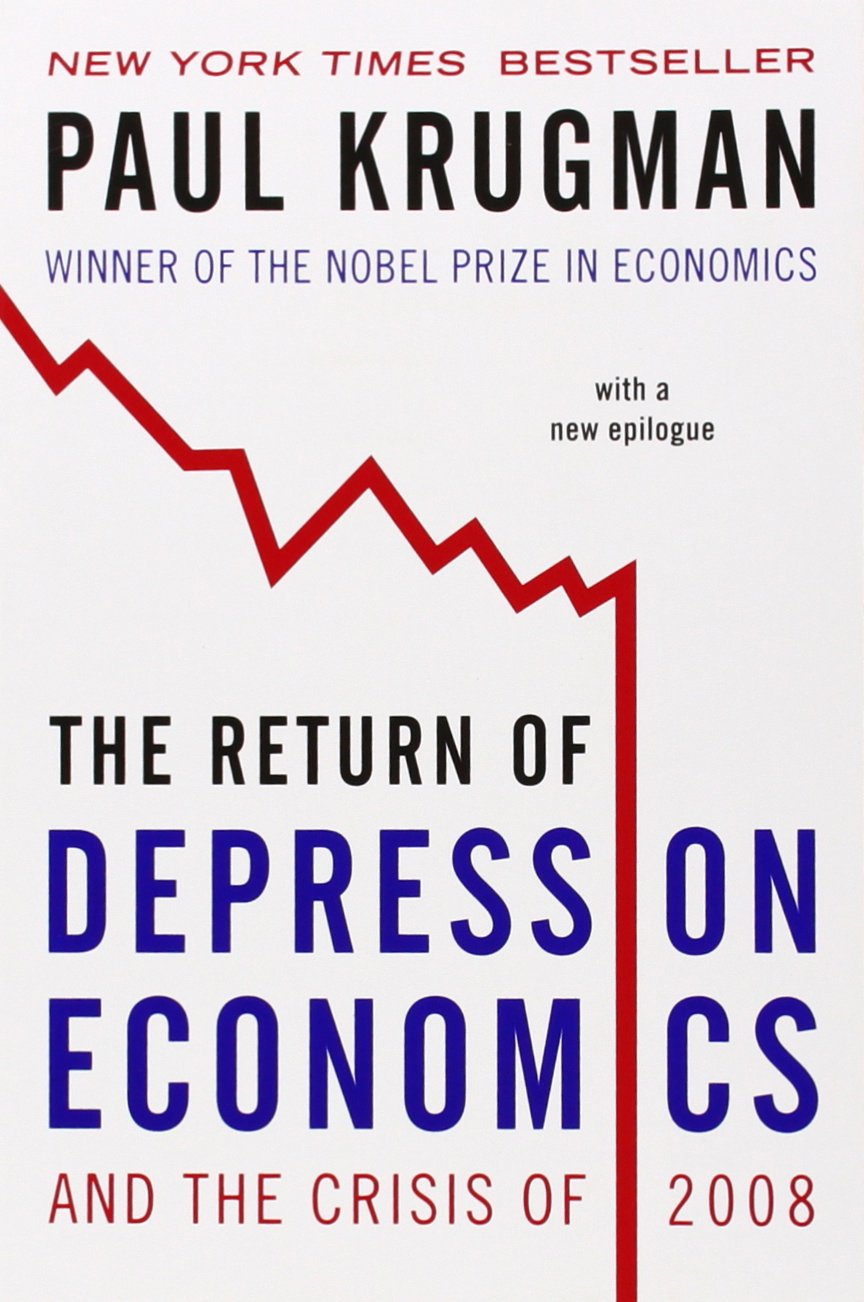 NEW YORK TIMES BESTSELLER
PAUL KRUGMAN
WINNER OF THE NOBEL PRIZE IN ECONOMICS
with a
new epilogue
THE RETURN OF
DEPRESSION
ECONOMICS
AND THE CRISIS OF 2008